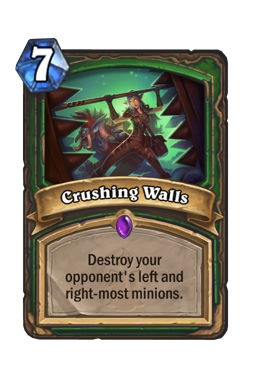 7
Crushing Walls
Destroy your
opponent's left and
right-most minions.